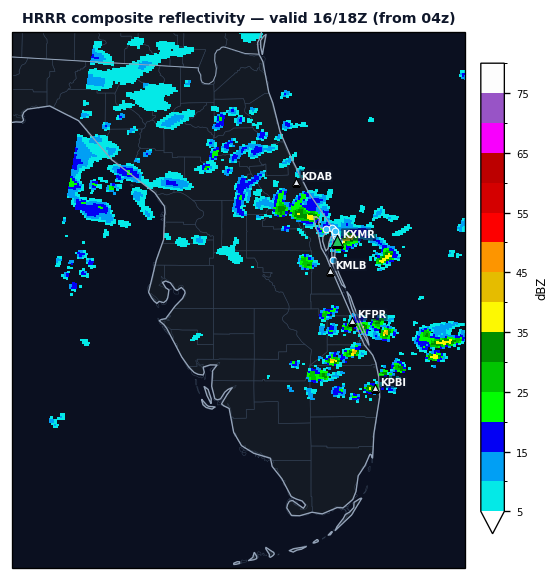 HRRR composite reflectivity — valid 16/18Z (from 04z)
KDAB
KXMR
KMLB
KFPR
KPBI
75
65
55
45
35
25
15
5
dBZ